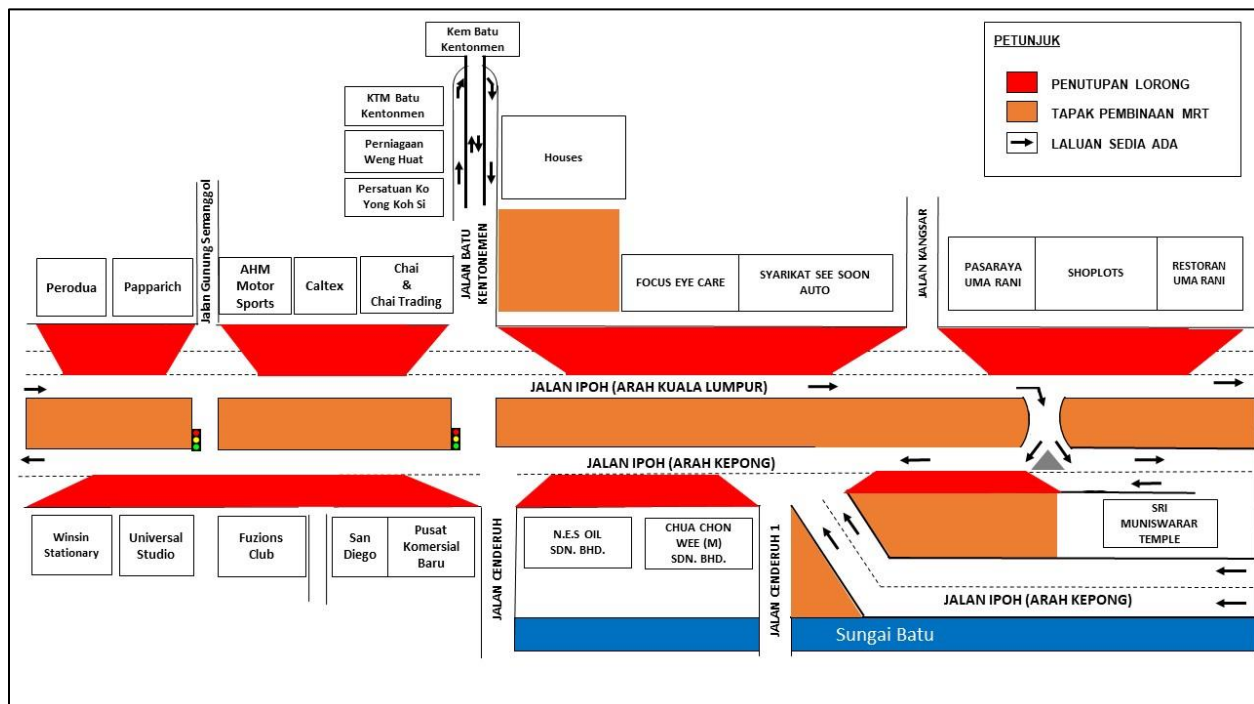 Kem Batu
Kentonmen
PETUNJUK
PENUTUPAN LORONG
TAPAK PEMBINAAN MRT
LALUAN SEDIA ADA
KTM Batu
Kentonmen
Perniagaan
Weng Huat
Persatuan Ko
Yong Koh Si
Houses
Jalan Gunung Semanggol
JALAN BATU
KENTONEMEN
JALAN KANGSAR
Perodua
Papparich
AHM
Motor
Sports
Caltex
Chai
&
Chai Trading
FOCUS EYE CARE
SYARIKAT SEE SOON
AUTO
PASARAYA
UMA RANI
SHOPLOTS
RESTORAN
UMA RANI
JALAN IPOH (ARAH KUALA LUMPUR)
JALAN IPOH (ARAH KEPONG)
Winsin
Stationary
Universal
Studio
Fuzions
Club
San
Diego
Pusat
Komersial
Baru
JALAN CENDERUH
N.E.S OIL
SDN. BHD.
CHUA CHON
WEE (M)
SDN. BHD.
JALAN CENDERUH 1
SRI
MUNISWARAR
TEMPLE
JALAN IPOH (ARAH KEPONG)
Sungai Batu